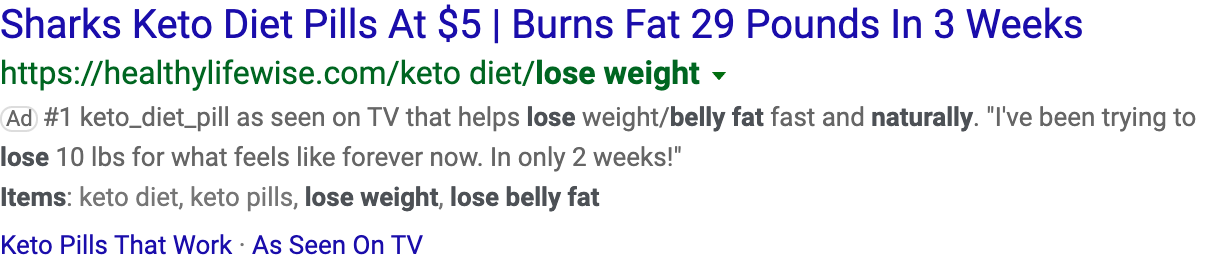 Sharks Keto Diet Pills At $5 | Burns Fat 29 Pounds In 3 Weeks
https://healthylifewise.com/keto diet/lose weight
Ad #1 keto_diet_pill as seen on TV that helps lose weight/belly fat fast and naturally. "I've been trying to
lose 10 lbs for what feels like forever now. In only 2 weeks!"
Items: keto diet, keto pills, lose weight, lose belly fat
Keto Pills That Work · As Seen On TV